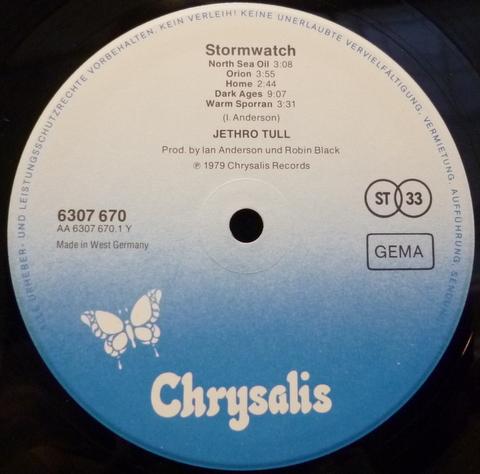 ALLE URHEBER- UND LEISTUNGSSCHUTZRECHTE VORBEHALTEN. KEIN VERLEIH! KEINE UNERLAUBTE VERVIELFÄLTIGUNG, VERMIETUNG, AUFFÜHRUNG, SENDUNG!
Stormwatch
North Sea Oil 3:08
Orion 3:55
Home 2:44
Dark Ages 9:07
Warm Sporran 3:31
(I. Anderson)
JETHRO TULL
Prod. by Ian Anderson und Robin Black
℗ 1979 Chrysalis Records
6307 670
AA 6307 670.1 Y
Made in West Germany
ST 33
GEMA
Chrysalis